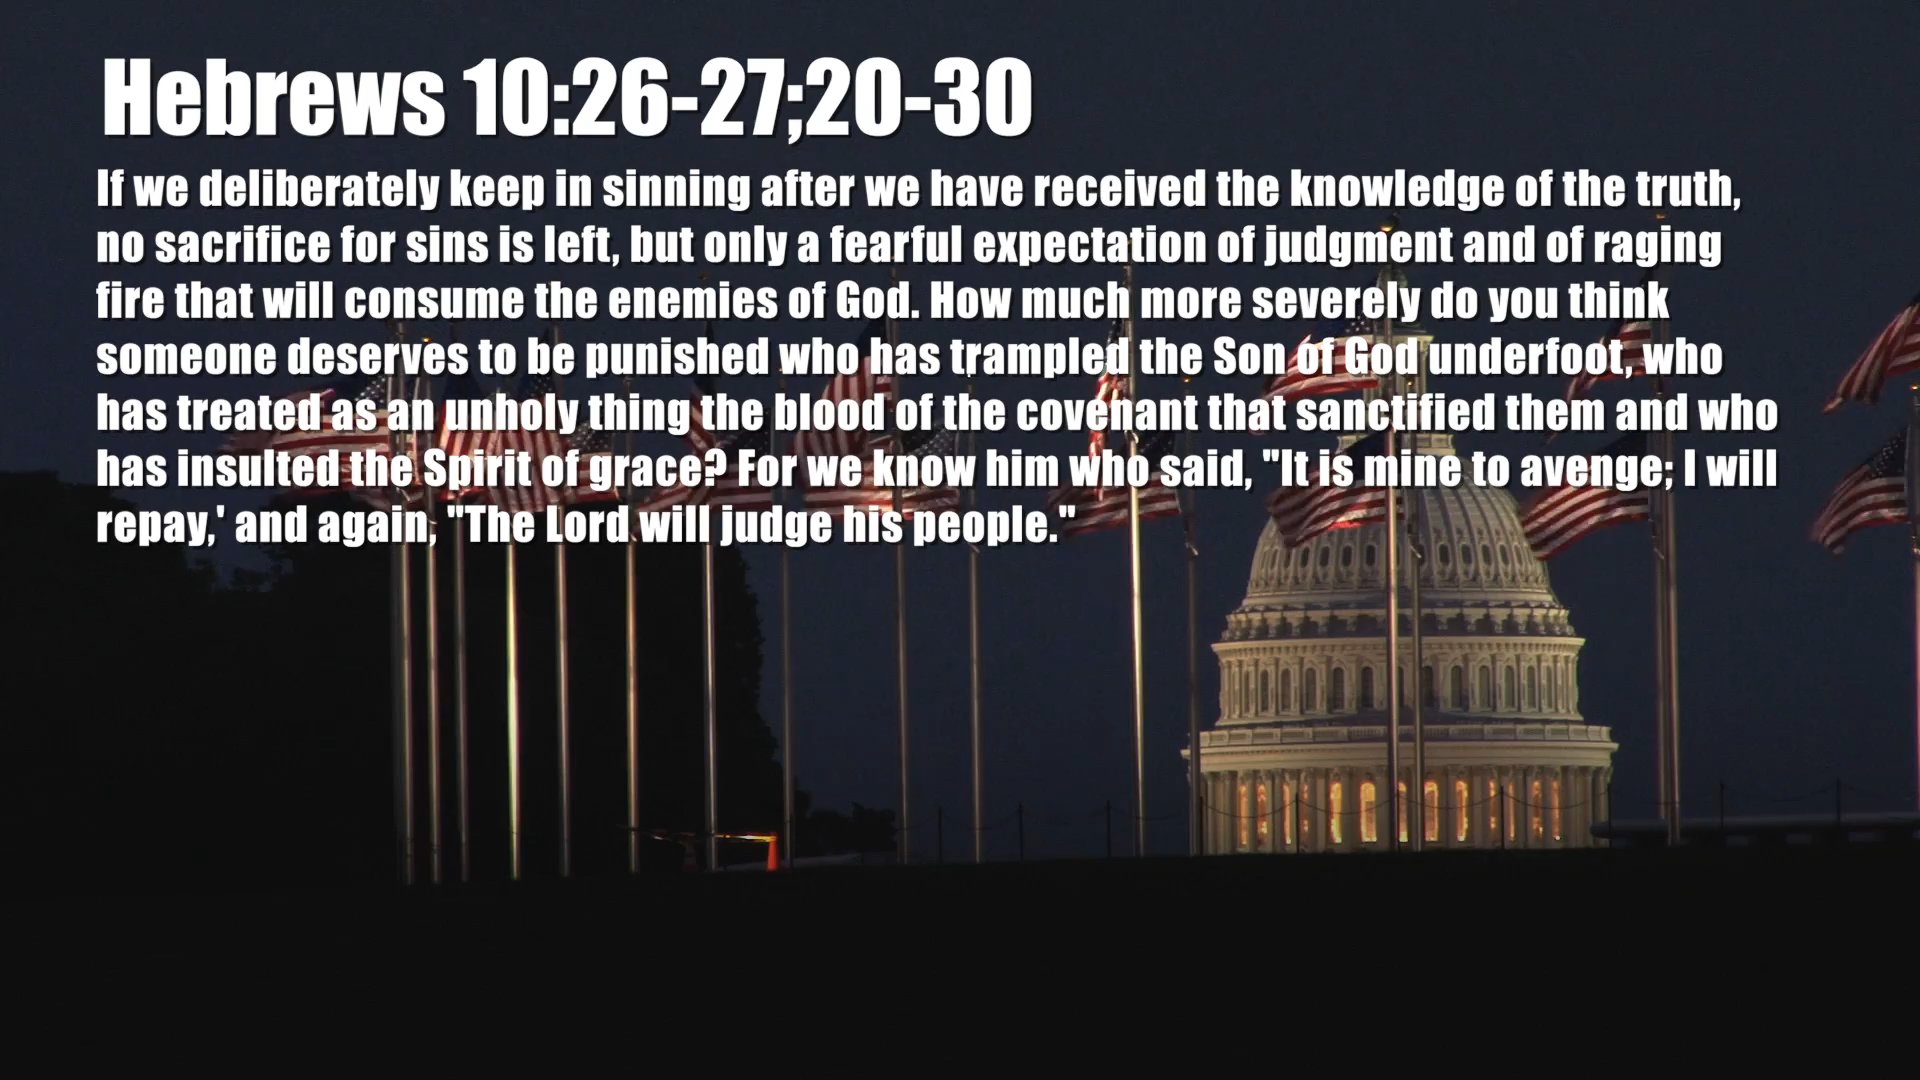 Hebrews 10:26-27;20-30
If we deliberately keep in sinning after we have received the knowledge of the truth,
no sacrifice for sins is left, but only a fearful expectation of judgment and of raging
fire that will consume the enemies of God. How much more severely do you think
someone deserves to be punished who has trampled the Son of God underfoot, who
has treated as an unholy thing the blood of the covenant that sanctified them and who
has insulted the Spirit of grace? For we know him who said, "It is mine to avenge; I will
repay,' and again, "The Lord will judge his people."